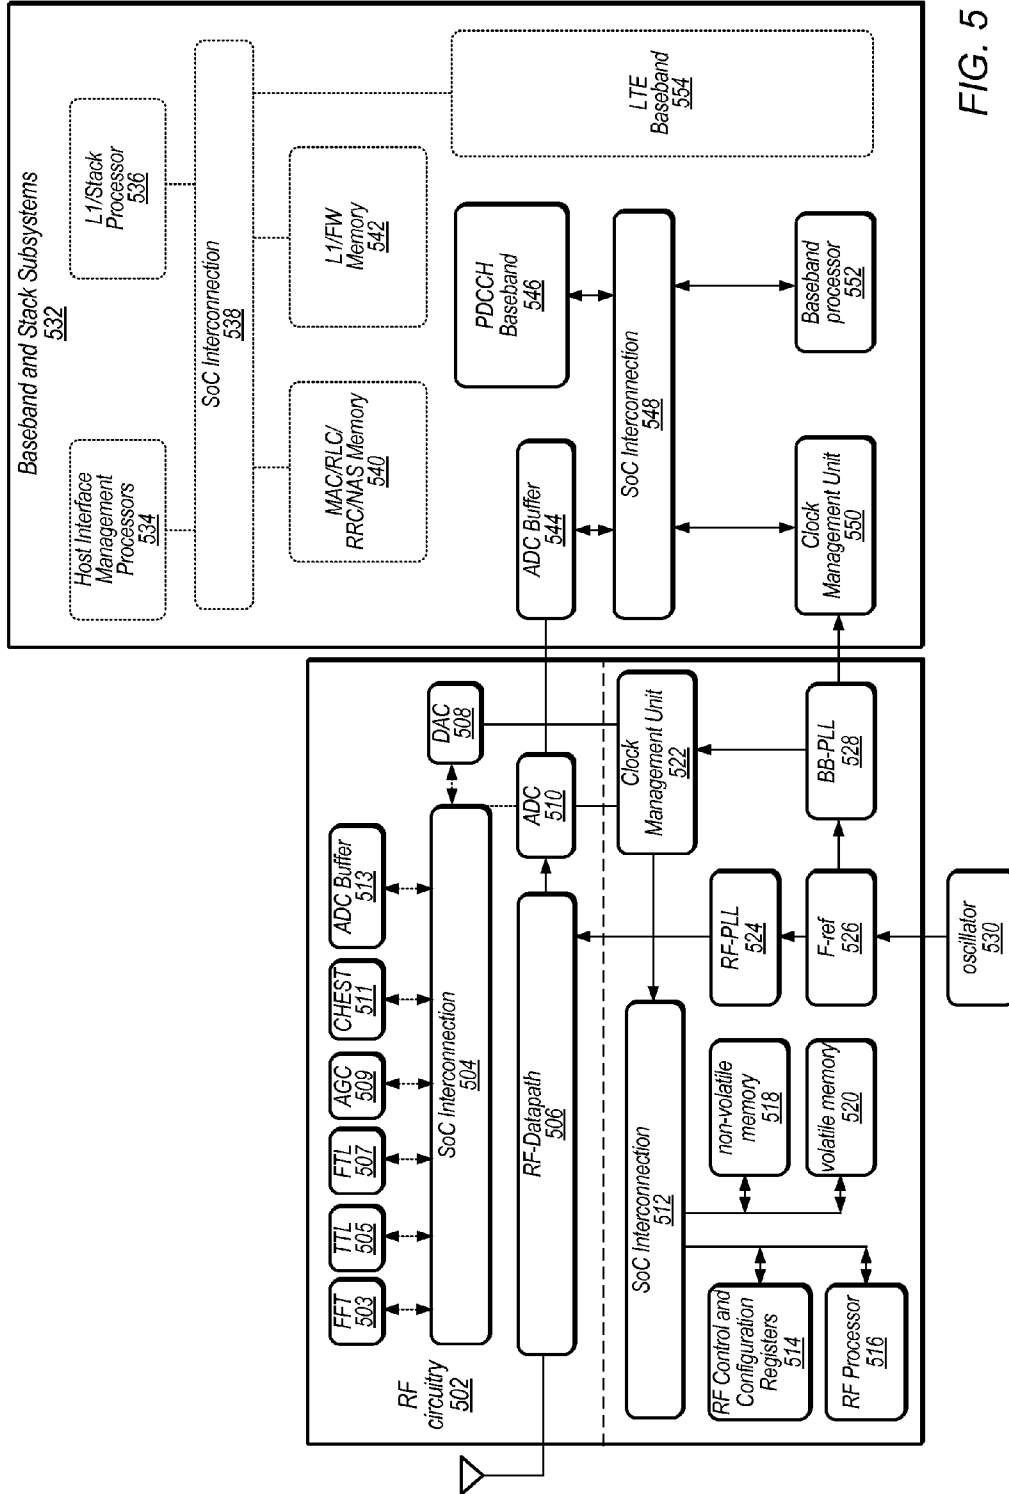 RF
circuitry
502
FFT
503
TTL
505
FTL
507
AGC
509
CHEST
511
ADC Buffer
513
SoC Interconnection
504
DAC
508
RF-Datapath
506
ADC
510
SoC Interconnection
512
Clock
Management Unit
522
RF Control and
Configuration
Registers
514
RF Processor
516
non-volatile
memory
518
volatile memory
520
RF-PLL
524
F-ref
526
BB-PLL
528
oscillator
530
Baseband and Stack Subsystems
532
Host Interface
Management
Processors
534
L1/Stack
Processor
536
SoC Interconnection
538
MAC/RLC/
RRC/NAS Memory
540
L1/FW
Memory
542
ADC Buffer
544
PDCCH
Baseband
546
SoC Interconnection
548
Clock
Management Unit
550
Baseband
processor
552
LTE
Baseband
554
FIG. 5